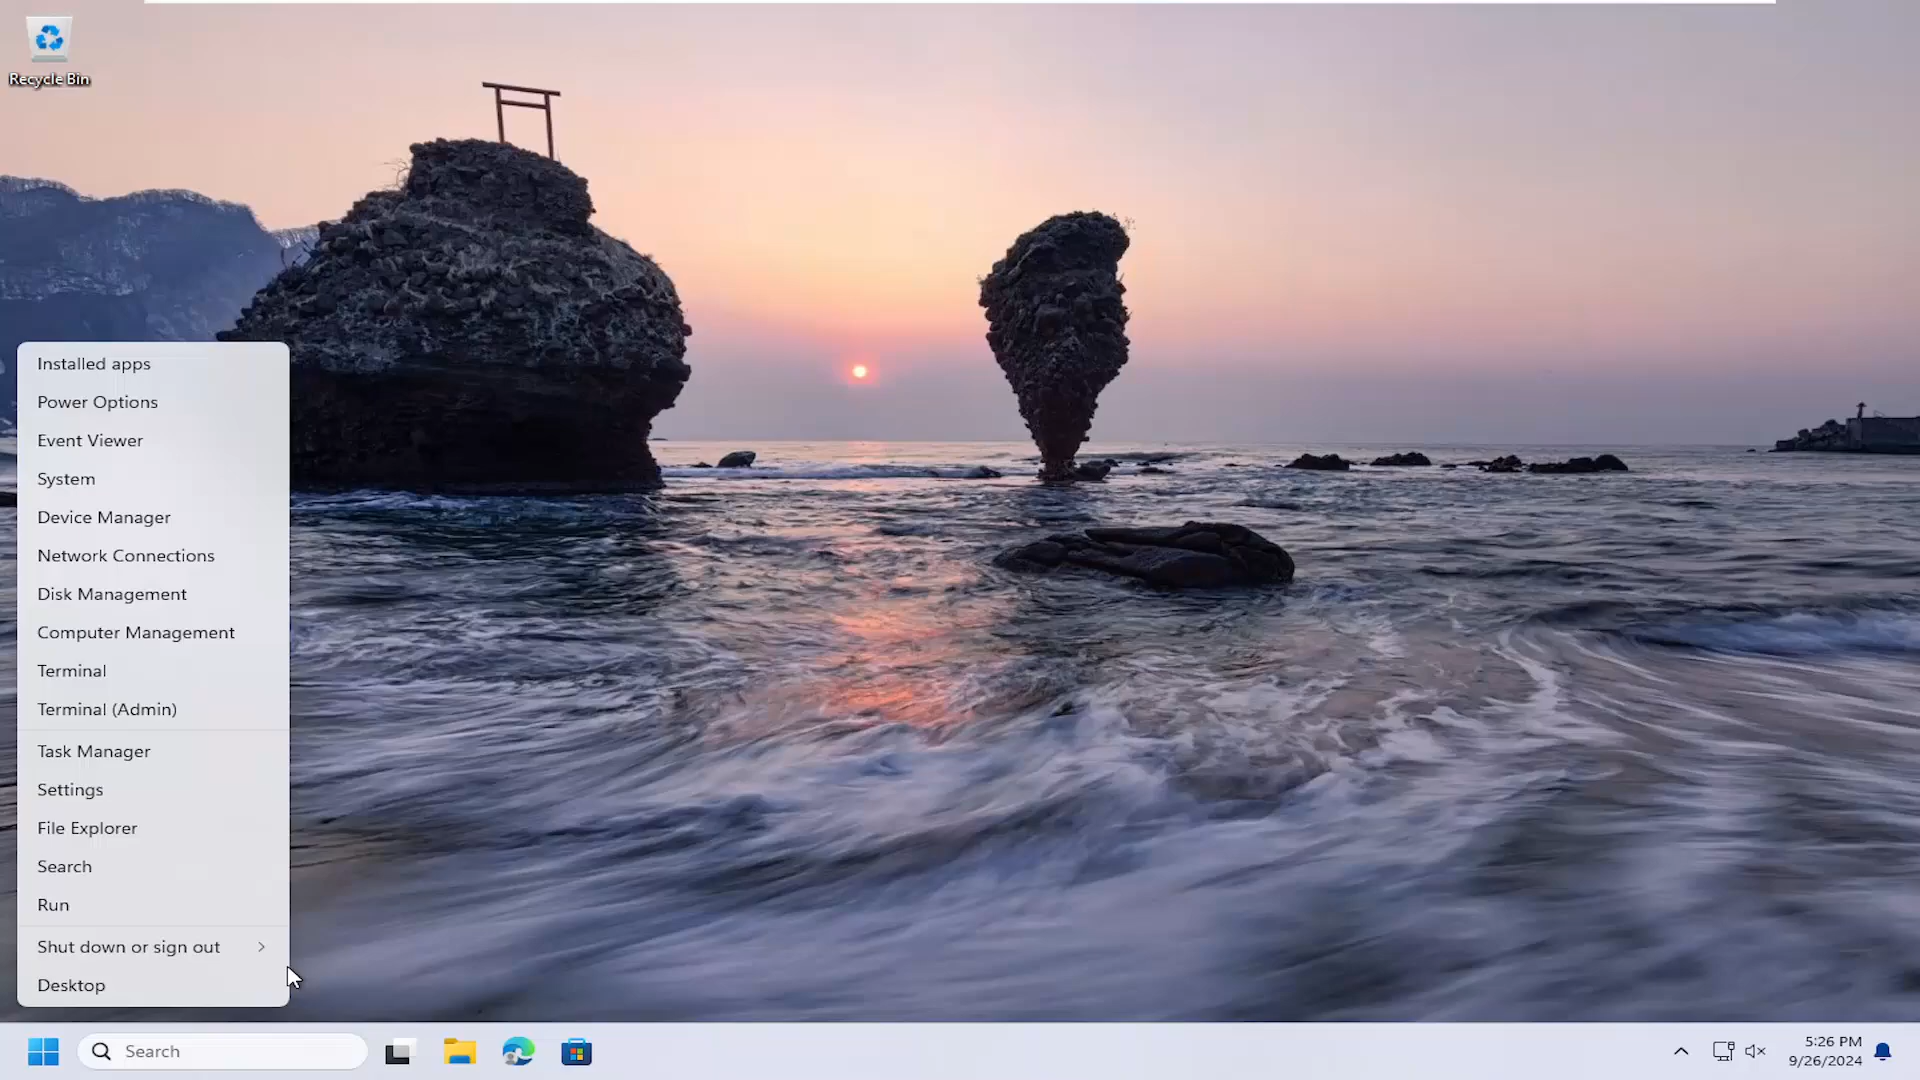 Recycle Bin
Installed apps
Power Options
Event Viewer
System
Device Manager
Network Connections
Disk Management
Computer Management
Terminal
Terminal (Admin)
Task Manager
Settings
File Explorer
Search
Run
Shut down or sign out
Desktop
Search
5:26 PM
9/26/2024